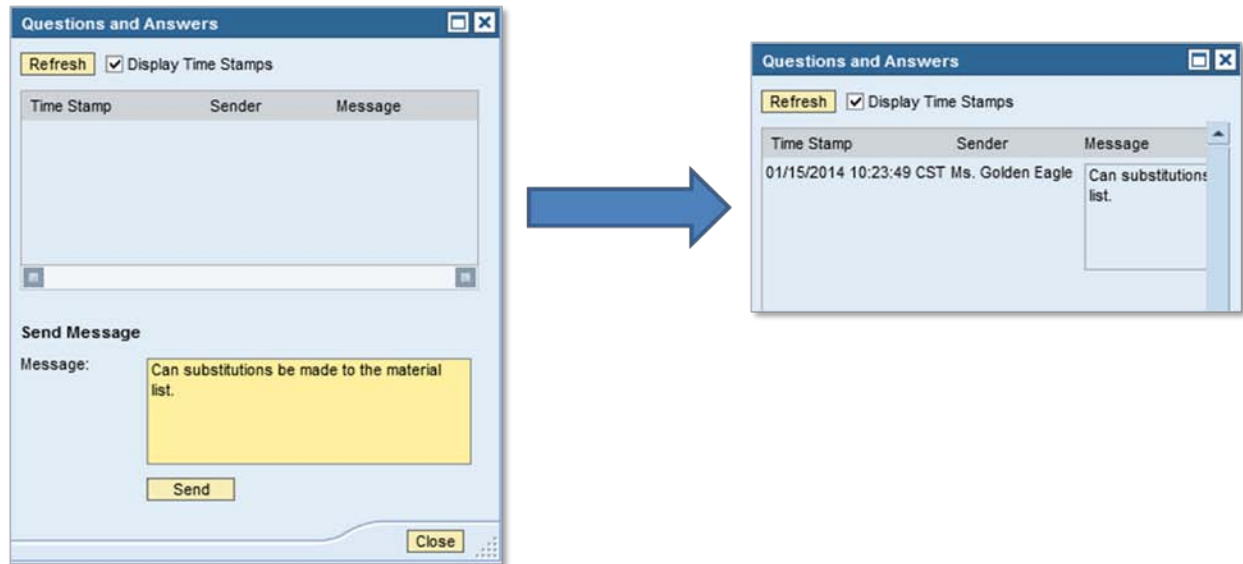 Questions and Answers
Refresh Display Time Stamps
Time Stamp Sender Message
Send Message
Message:
Can substitutions be made to the material
list.
Send
Close
Questions and Answers
Refresh Display Time Stamps
Time Stamp Sender Message
01/15/2014 10:23:49 CST Ms. Golden Eagle Can substitutions
list.